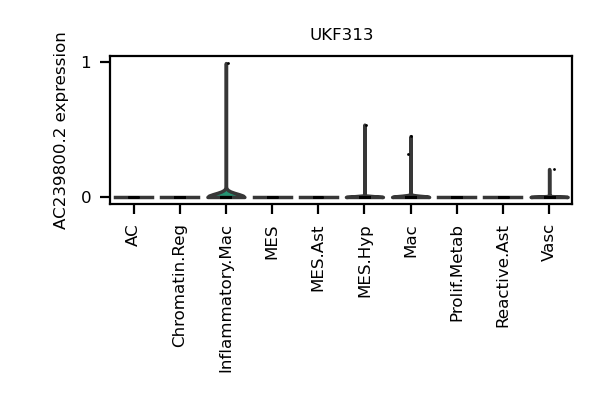 UKF313
AC239800.2 expression
1
0
AC
Chromatin.Reg
Inflammatory.Mac
MES
MES.Ast
MES.Hyp
Mac
Prolif.Metab
Reactive.Ast
Vasc